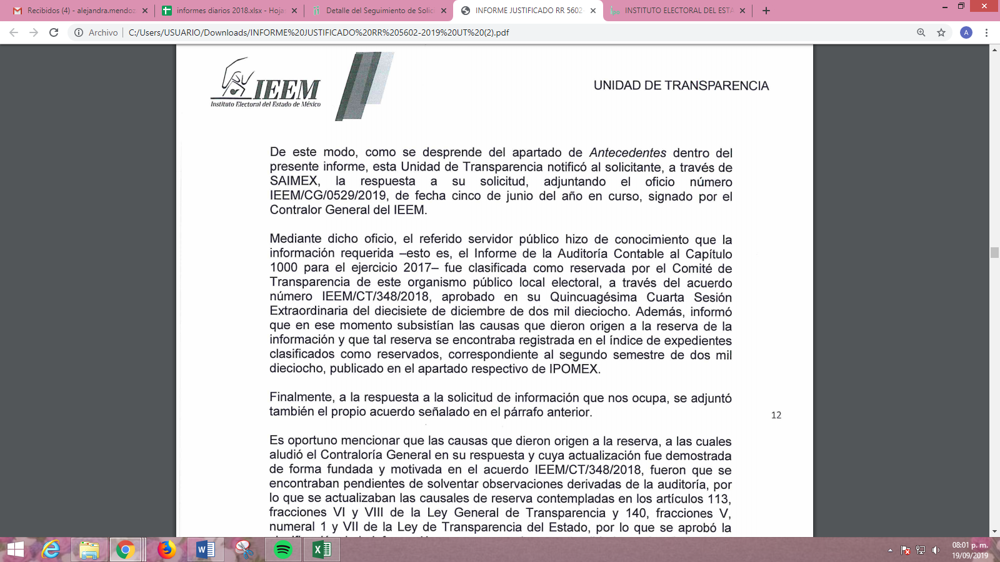 Recibidos (4) - alejandra.mendoz
informes diarios 2018.xlsx - Hoja
Detalle del Seguimiento de Solic
INFORME JUSTIFICADO RR 5602-
INSTITUTO ELECTORAL DEL ESTA
Archivo | C:/Users/USUARIO/Downloads/INFORME%20JUSTIFICADO%20RR%205602-2019%20UT%20(2).pdf
A
IEEM
Instituto Electoral del Estado de México
UNIDAD DE TRANSPARENCIA
De este modo, como se desprende del apartado de Antecedentes dentro del
presente informe, esta Unidad de Transparencia notificó al solicitante, a través de
SAIMEX, la respuesta a su solicitud, adjuntando el oficio número
IEEM/CG/0529/2019, de fecha cinco de junio del año en curso, signado por el
Contralor General del IEEM.
Mediante dicho oficio, el referido servidor público hizo de conocimiento que la
información requerida –esto es, el Informe de la Auditoría Contable al Capítulo
1000 para el ejercicio 2017– fue clasificada como reservada por el Comité de
Transparencia de este organismo público local electoral, a través del acuerdo
número IEEM/CT/348/2018, aprobado en su Quincuagésima Cuarta Sesión
Extraordinaria del diecisiete de diciembre de dos mil dieciocho. Además, informó
que en ese momento subsistían las causas que dieron origen a la reserva de la
información y que tal reserva se encontraba registrada en el índice de expedientes
clasificados como reservados, correspondiente al segundo semestre de dos mil
dieciocho, publicado en el apartado respectivo de IPOMEX.
Finalmente, a la respuesta a la solicitud de información que nos ocupa, se adjuntó
también el propio acuerdo señalado en el párrafo anterior.
12
Es oportuno mencionar que las causas que dieron origen a la reserva, a las cuales
aludió el Contraloría General en su respuesta y cuya actualización fue demostrada
de forma fundada y motivada en el acuerdo IEEM/CT/348/2018, fueron que se
encontraban pendientes de solventar observaciones derivadas de la auditoría, por
lo que se actualizaban las causales de reserva contempladas en los artículos 113,
fracciones VI y VIII de la Ley General de Transparencia y 140, fracciones V,
numeral 1 y VII de la Ley de Transparencia del Estado, por lo que se aprobó la
08:01 p. m.
19/09/2019